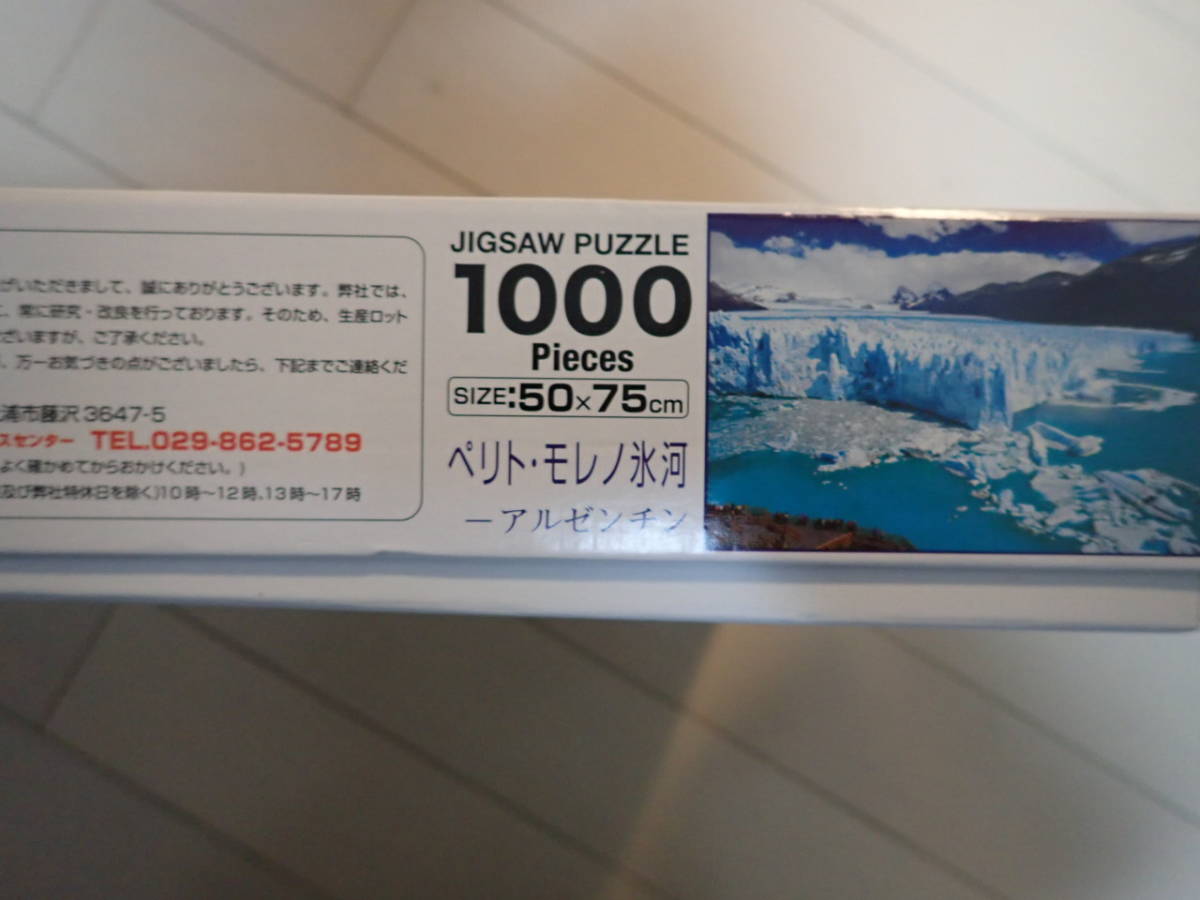 げいただきまして、誠にありがとうございます。弊社では、
常に研究・改良を行っております。そのため、生産ロット
ざいますが、ご了承ください。
万一お気づきの点がございましたら、下記までご連絡くだ
浦市藤沢3647-5
スセンター TEL.029-862-5789
よく確かめてからおかけください。)
及び弊社特休日を除く)10時～12時、13時～17時
JIGSAW PUZZLE
1000
Pieces
SIZE:50×75cm
ペリト・モレノ氷河
ーアルゼンチン